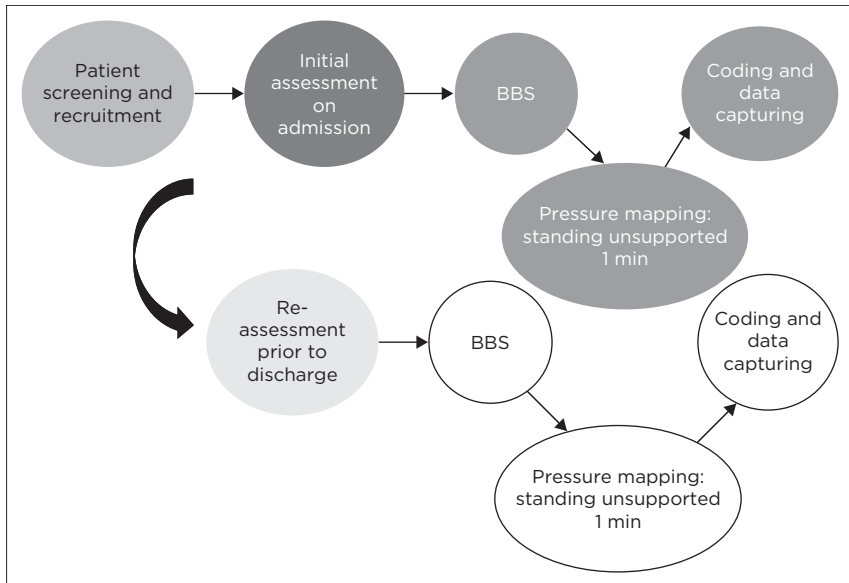 Patient
screening and
recruitment
Initial
assessment
on
admission
BBS
Coding and
data
capturing
Pressure mapping:
standing unsupported
1 min
Re-
assessment
prior to
discharge
BBS
Coding and
data
capturing
Pressure mapping:
standing unsupported
1 min